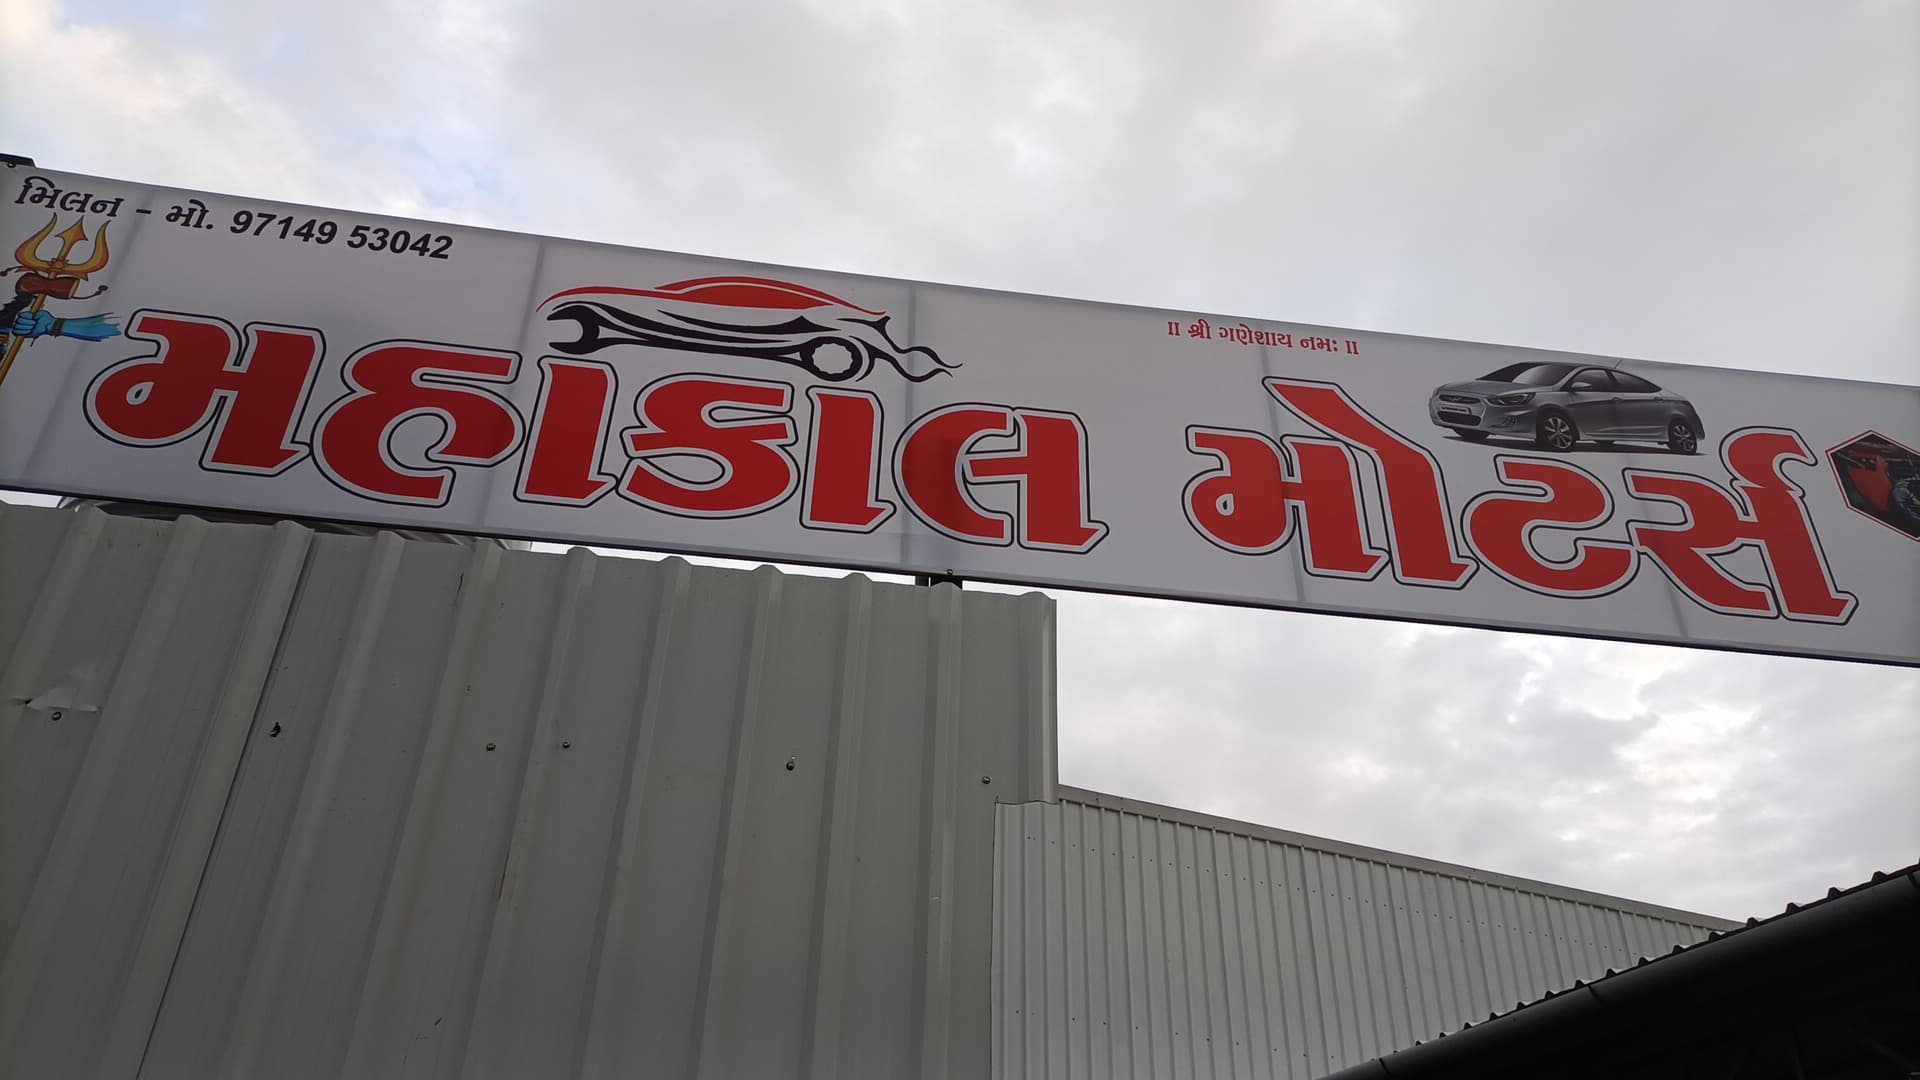 મિલન - મો. 97149 53042
॥ શ્રી ગણેશાય નમઃ ॥
મહાકાલ મોટર્સ